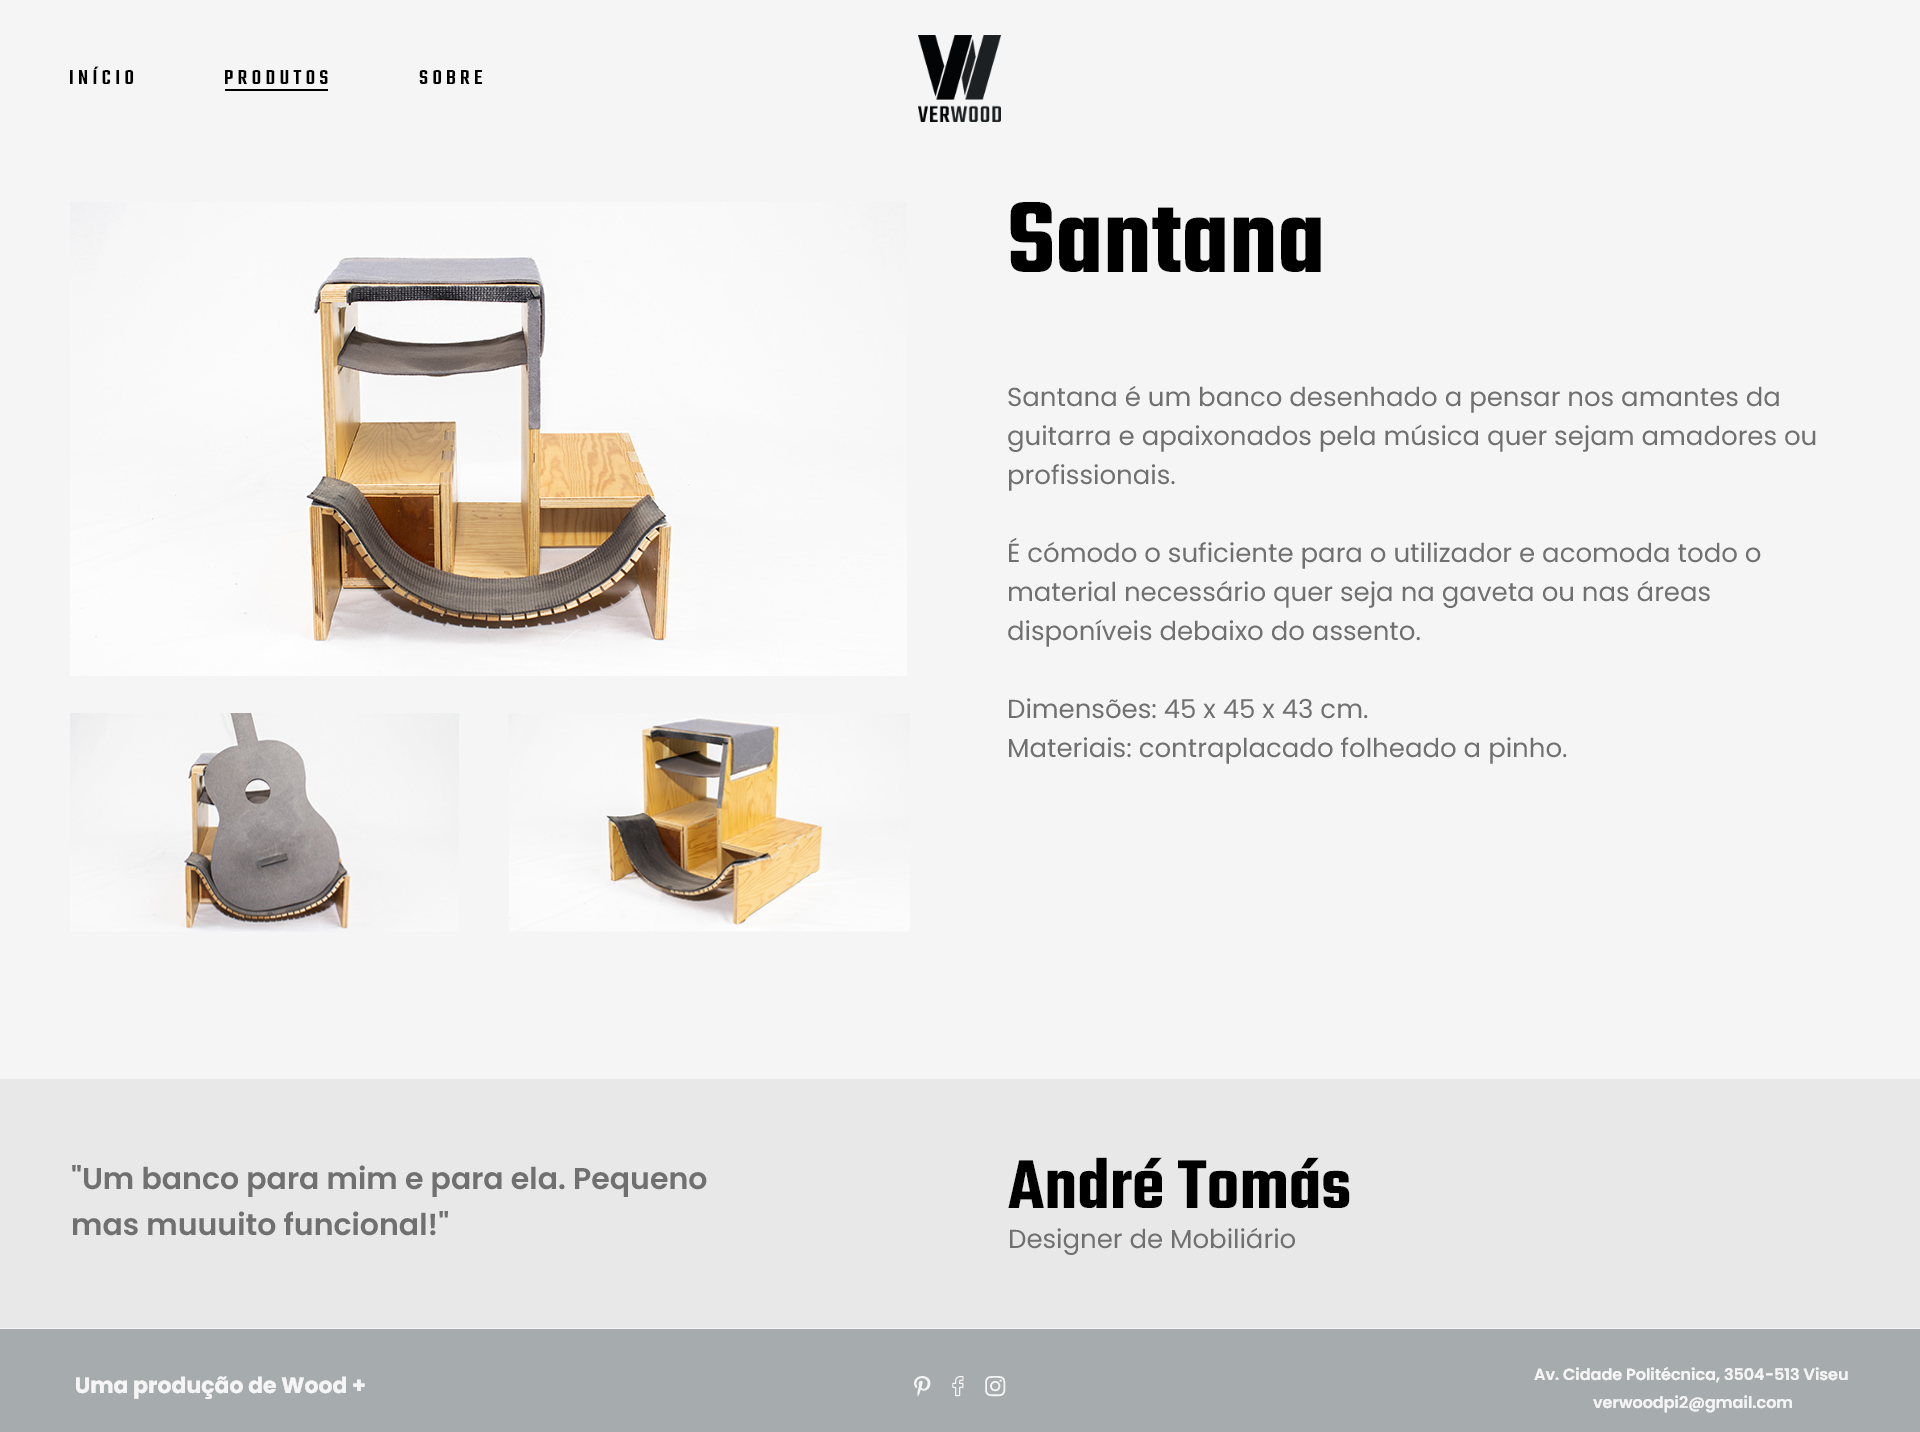 INÍCIO
PRODUTOS
SOBRE
VERWOOD
Santana
Santana é um banco desenhado a pensar nos amantes da
guitarra e apaixonados pela música quer sejam amadores ou
profissionais.
É cómodo o suficiente para o utilizador e acomoda todo o
material necessário quer seja na gaveta ou nas áreas
disponíveis debaixo do assento.
Dimensões: 45 x 45 x 43 cm.
Materiais: contraplacado folheado a pinho.
"Um banco para mim e para ela. Pequeno
mas muuuito funcional!"
André Tomás
Designer de Mobiliário
Uma produção de Wood +
Av. Cidade Politécnica, 3504-513 Viseu
verwoodpi2@gmail.com